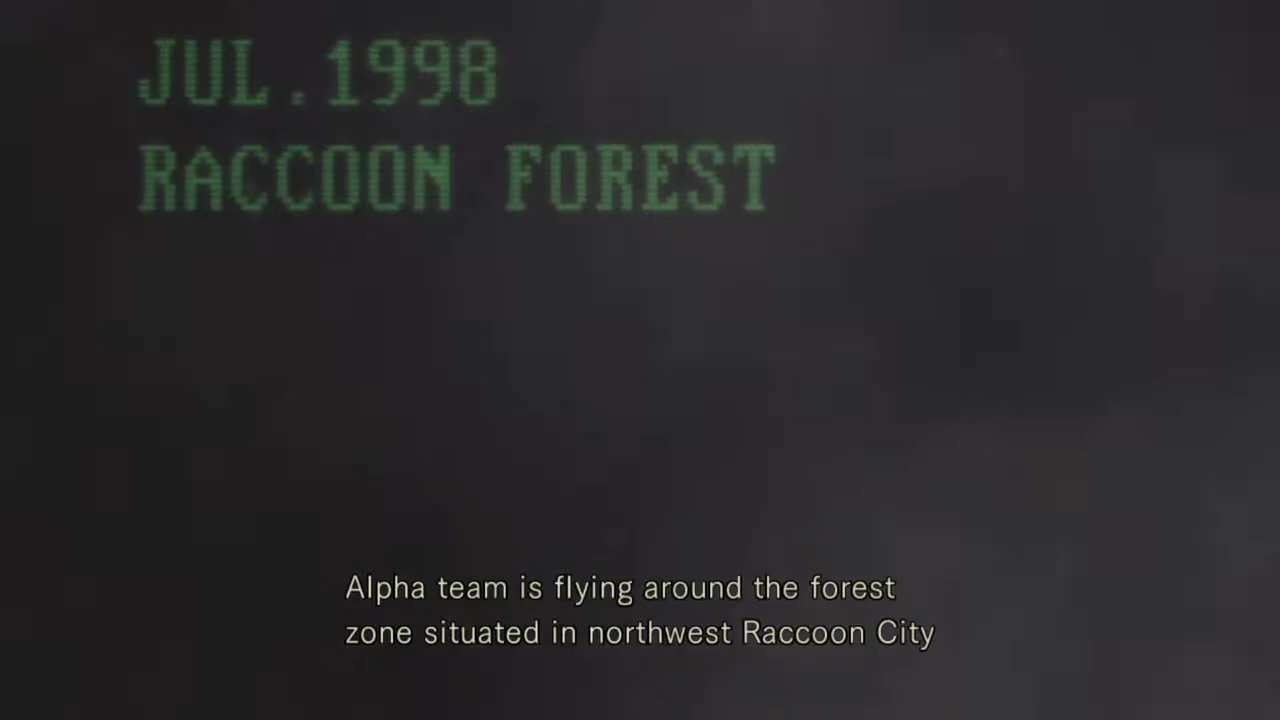 JUL.1998
RACCOON FOREST
Alpha team is flying around the forest
zone situated in northwest Raccoon City